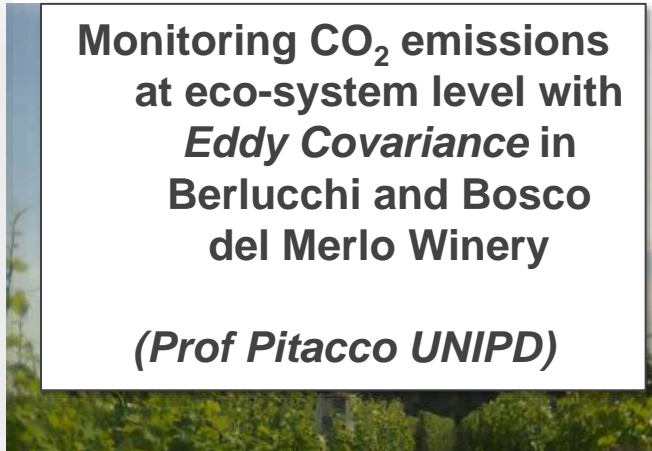 Monitoring CO₂ emissions
at eco-system level with
Eddy Covariance in
Berlucchi and Bosco
del Merlo Winery
(Prof Pitacco UNIPD)